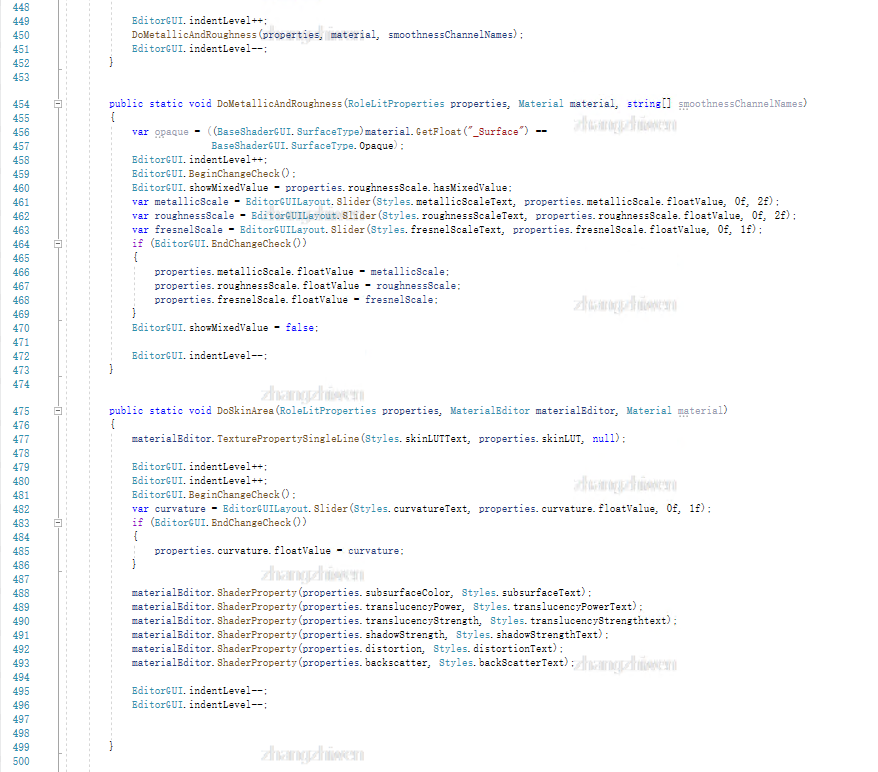 448
449 EditorGUI.indentLevel++;
450 DoMetallicAndRoughness(properties, material, smoothnessChannelNames);
451 EditorGUI.indentLevel--;
452 }
453
454 public static void DoMetallicAndRoughness(RoleLitProperties properties, Material material, string[] smoothnessChannelNames)
455 {
456 var opaque = ((BaseShaderGUI.SurfaceType)material.GetFloat("_Surface") ==
457 BaseShaderGUI.SurfaceType.Opaque);
458 EditorGUI.indentLevel++;
459 EditorGUI.BeginChangeCheck();
460 EditorGUI.showMixedValue = properties.roughnessScale.hasMixedValue;
461 var metallicScale = EditorGUILayout.Slider(Styles.metallicScaleText, properties.metallicScale.floatValue, 0f, 2f);
462 var roughnessScale = EditorGUILayout.Slider(Styles.roughnessScaleText, properties.roughnessScale.floatValue, 0f, 2f);
463 var fresnelScale = EditorGUILayout.Slider(Styles.fresnelScaleText, properties.fresnelScale.floatValue, 0f, 1f);
464 if (EditorGUI.EndChangeCheck())
465 {
466 properties.metallicScale.floatValue = metallicScale;
467 properties.roughnessScale.floatValue = roughnessScale;
468 properties.fresnelScale.floatValue = fresnelScale;
469 }
470 EditorGUI.showMixedValue = false;
471
472 EditorGUI.indentLevel--;
473 }
474
475 public static void DoSkinArea(RoleLitProperties properties, MaterialEditor materialEditor, Material material)
476 {
477 materialEditor.TexturePropertySingleLine(Styles.skinLUTText, properties.skinLUT, null);
478
479 EditorGUI.indentLevel++;
480 EditorGUI.indentLevel++;
481 EditorGUI.BeginChangeCheck();
482 var curvature = EditorGUILayout.Slider(Styles.curvatureText, properties.curvature.floatValue, 0f, 1f);
483 if (EditorGUI.EndChangeCheck())
484 {
485 properties.curvature.floatValue = curvature;
486 }
487
488 materialEditor.ShaderProperty(properties.subsurfaceColor, Styles.subsurfaceText);
489 materialEditor.ShaderProperty(properties.translucencyPower, Styles.translucencyPowerText);
490 materialEditor.ShaderProperty(properties.translucencyStrength, Styles.translucencyStrengthtext);
491 materialEditor.ShaderProperty(properties.shadowStrength, Styles.shadowStrengthText);
492 materialEditor.ShaderProperty(properties.distortion, Styles.distortionText);
493 materialEditor.ShaderProperty(properties.backscatter, Styles.backScatterText);
494
495 EditorGUI.indentLevel--;
496 EditorGUI.indentLevel--;
497
498
499 }
500
zhangzhiwen
zhangzhiwen
zhangzhiwen
zhangzhiwen
zhangzhiwen
zhangzhiwen
zhangzhiwen
zhangzhiwen
zhangzhiwen